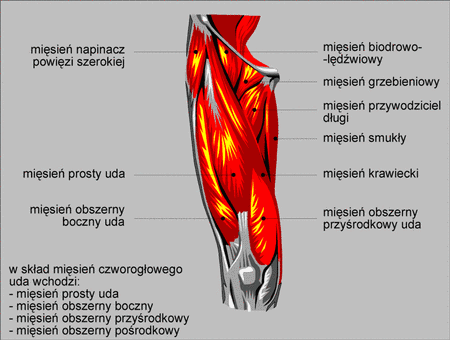 mięsień napinacz
powięzi szerokiej
mięsień biodrowo-
-lędźwiowy
mięsień grzebieniowy
mięsień przywodziciel
długi
mięsień smukły
mięsień prosty uda
mięsień krawiecki
mięsień obszerny
boczny uda
mięsień obszerny
przyśrodkowy uda
w skład mięsień czworogłowego
uda wchodzi:
- mięsień prosty uda
- mięsień obszerny boczny
- mięsień obszerny przyśrodkowy
- mięsień obszerny pośrodkowy